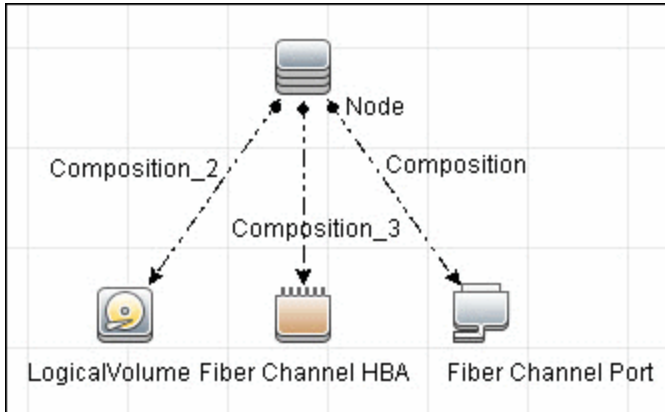 Node
Composition_2
Composition
Composition_3
LogicalVolume
Fiber Channel HBA
Fiber Channel Port